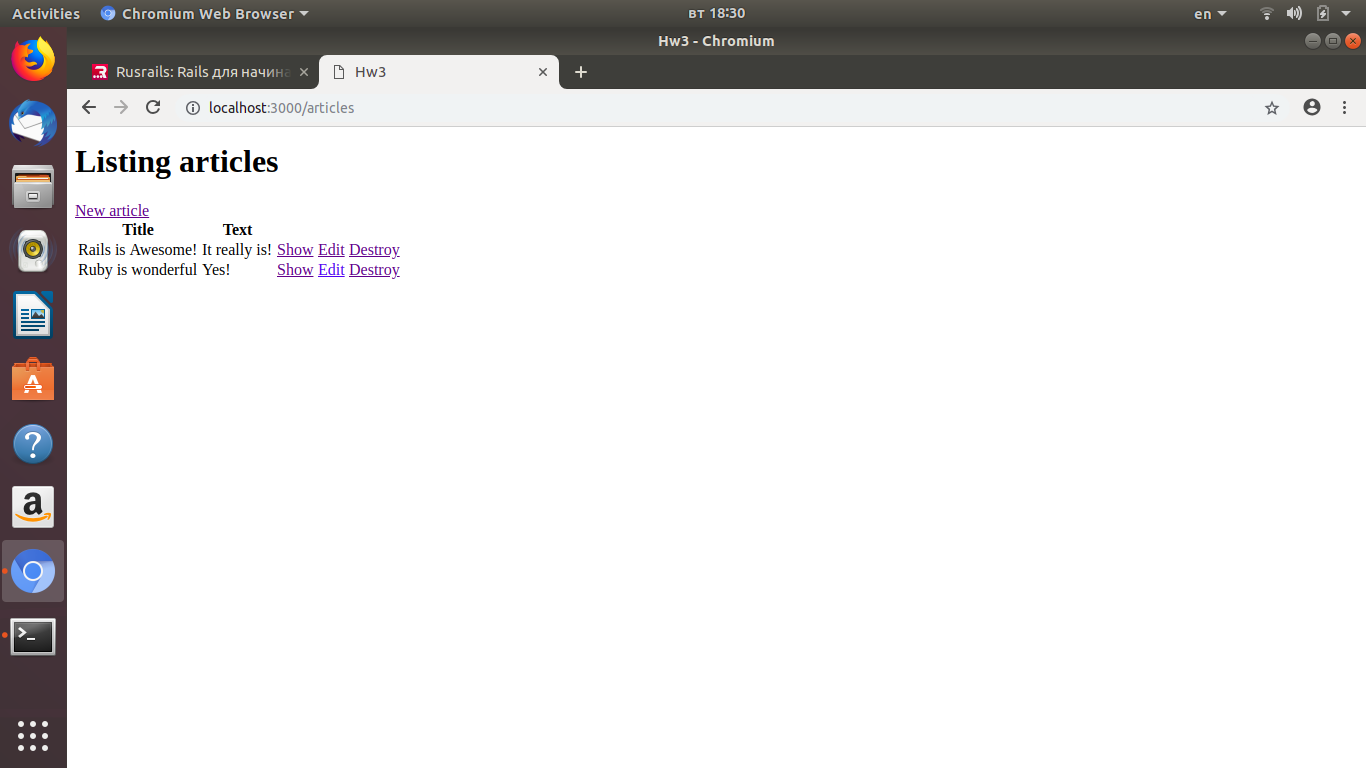 Activities Chromium Web Browser вт 18:30 en
Hw3 - Chromium
Rusrails: Rails для начина Hw3
localhost:3000/articles
Listing articles
New article
Title Text
Rails is Awesome! It really is! Show Edit Destroy
Ruby is wonderful Yes! Show Edit Destroy